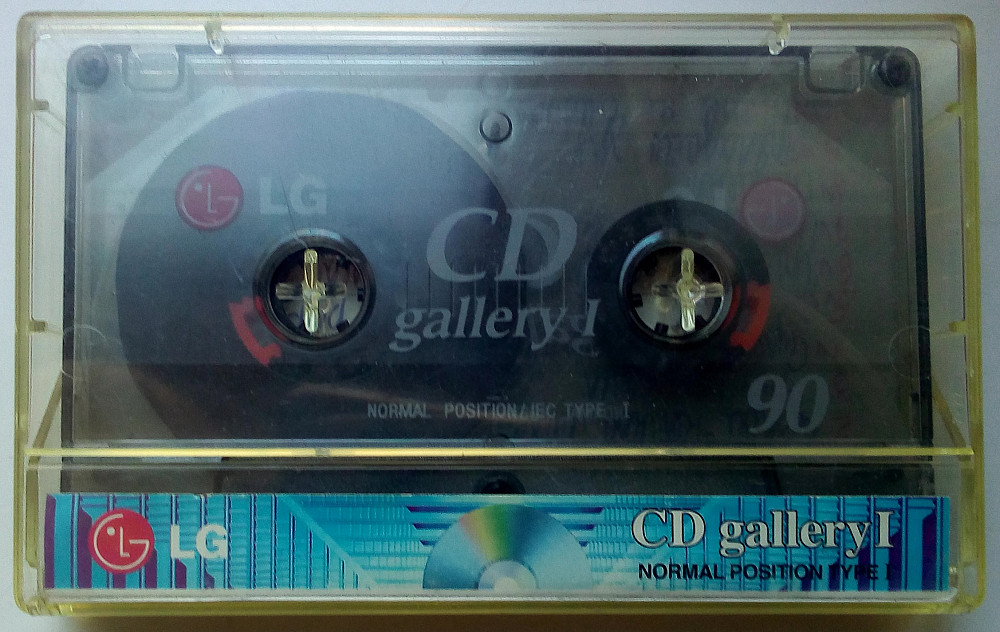 LG
CD
gallery I
NORMAL POSITION/IEC TYPE I
90
LG
CD gallery I
NORMAL POSITION TYPE I